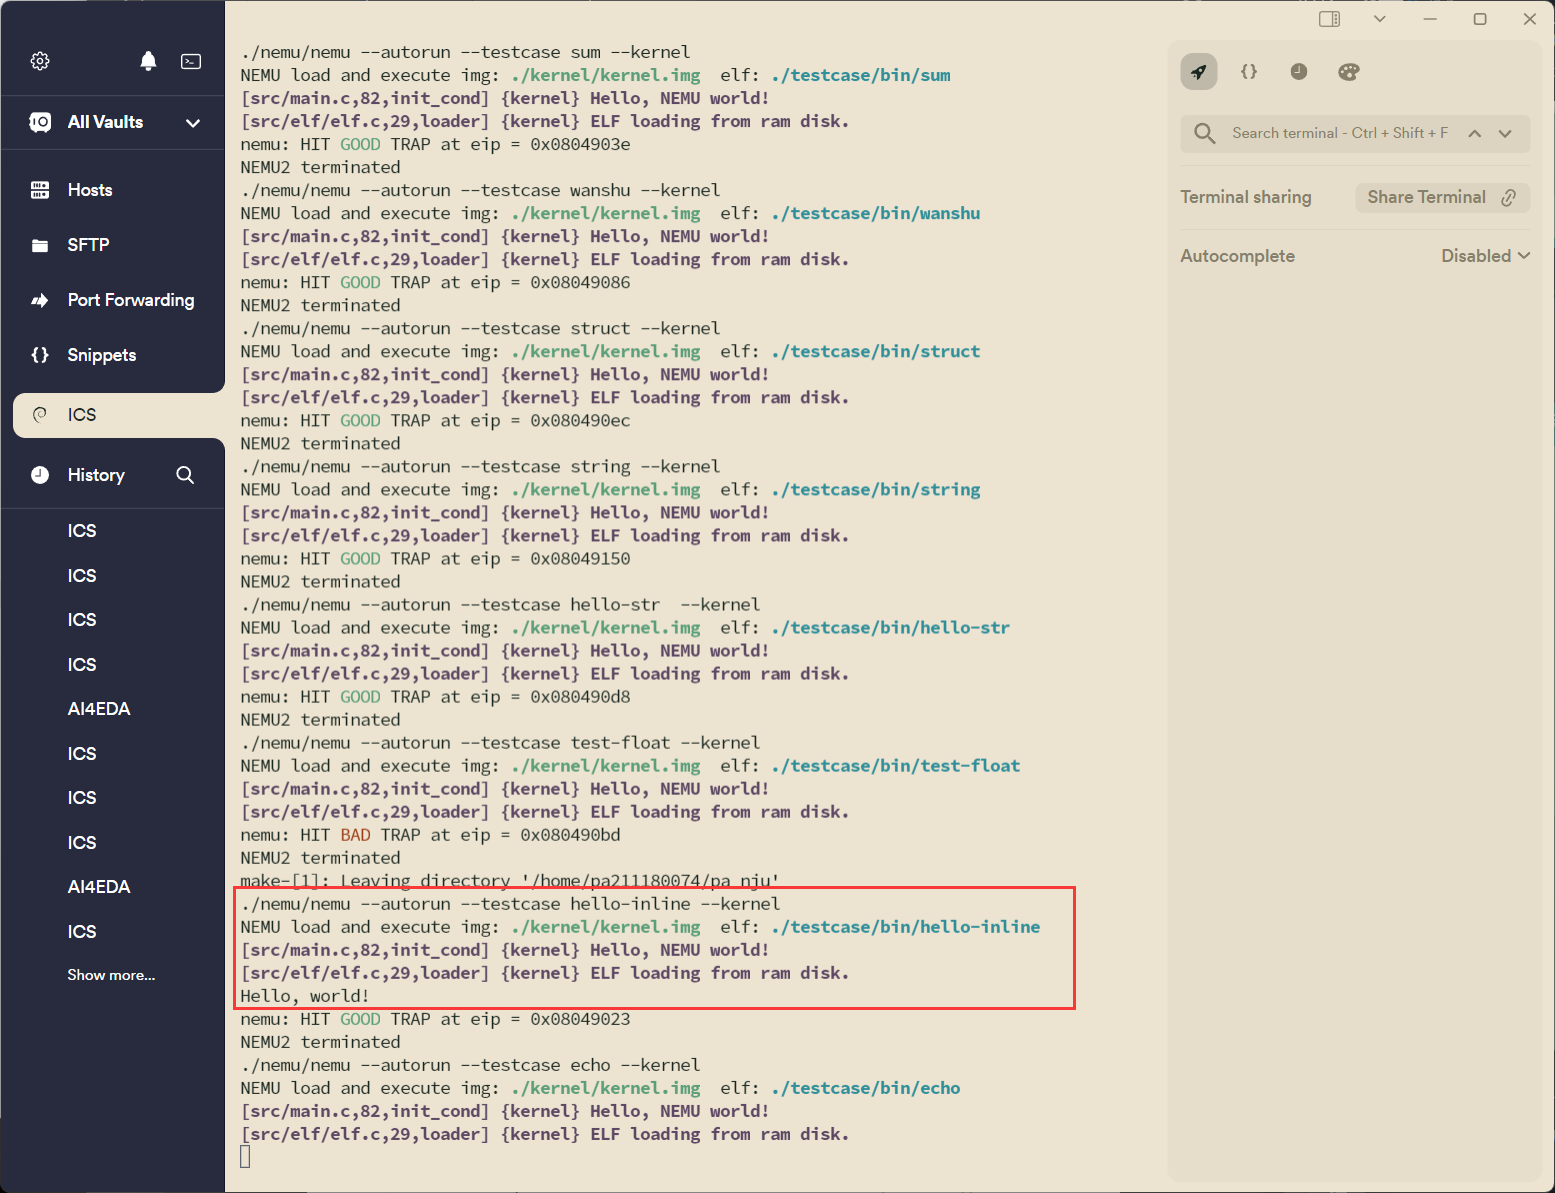 All Vaults
Hosts
SFTP
Port Forwarding
Snippets
ICS
History
ICS
ICS
ICS
ICS
AI4EDA
ICS
ICS
ICS
AI4EDA
ICS
Show more...
./nemu/nemu --autorun --testcase sum --kernel
NEMU load and execute img: ./kernel/kernel.img  elf: ./testcase/bin/sum
[src/main.c,82,init_cond] {kernel} Hello, NEMU world!
[src/elf/elf.c,29,loader] {kernel} ELF loading from ram disk.
nemu: HIT GOOD TRAP at eip = 0x0804903e
NEMU2 terminated
./nemu/nemu --autorun --testcase wanshu --kernel
NEMU load and execute img: ./kernel/kernel.img  elf: ./testcase/bin/wanshu
[src/main.c,82,init_cond] {kernel} Hello, NEMU world!
[src/elf/elf.c,29,loader] {kernel} ELF loading from ram disk.
nemu: HIT GOOD TRAP at eip = 0x08049086
NEMU2 terminated
./nemu/nemu --autorun --testcase struct --kernel
NEMU load and execute img: ./kernel/kernel.img  elf: ./testcase/bin/struct
[src/main.c,82,init_cond] {kernel} Hello, NEMU world!
[src/elf/elf.c,29,loader] {kernel} ELF loading from ram disk.
nemu: HIT GOOD TRAP at eip = 0x080490ec
NEMU2 terminated
./nemu/nemu --autorun --testcase string --kernel
NEMU load and execute img: ./kernel/kernel.img  elf: ./testcase/bin/string
[src/main.c,82,init_cond] {kernel} Hello, NEMU world!
[src/elf/elf.c,29,loader] {kernel} ELF loading from ram disk.
nemu: HIT GOOD TRAP at eip = 0x08049150
NEMU2 terminated
./nemu/nemu --autorun --testcase hello-str  --kernel
NEMU load and execute img: ./kernel/kernel.img  elf: ./testcase/bin/hello-str
[src/main.c,82,init_cond] {kernel} Hello, NEMU world!
[src/elf/elf.c,29,loader] {kernel} ELF loading from ram disk.
nemu: HIT GOOD TRAP at eip = 0x080490d8
NEMU2 terminated
./nemu/nemu --autorun --testcase test-float --kernel
NEMU load and execute img: ./kernel/kernel.img  elf: ./testcase/bin/test-float
[src/main.c,82,init_cond] {kernel} Hello, NEMU world!
[src/elf/elf.c,29,loader] {kernel} ELF loading from ram disk.
nemu: HIT BAD TRAP at eip = 0x080490bd
NEMU2 terminated
make-[1]: Leaving directory '/home/pa211180074/pa_nju'
./nemu/nemu --autorun --testcase hello-inline --kernel
NEMU load and execute img: ./kernel/kernel.img  elf: ./testcase/bin/hello-inline
[src/main.c,82,init_cond] {kernel} Hello, NEMU world!
[src/elf/elf.c,29,loader] {kernel} ELF loading from ram disk.
Hello, world!
nemu: HIT GOOD TRAP at eip = 0x08049023
NEMU2 terminated
./nemu/nemu --autorun --testcase echo --kernel
NEMU load and execute img: ./kernel/kernel.img  elf: ./testcase/bin/echo
[src/main.c,82,init_cond] {kernel} Hello, NEMU world!
[src/elf/elf.c,29,loader] {kernel} ELF loading from ram disk.
Search terminal - Ctrl + Shift + F
Terminal sharing
Share Terminal
Autocomplete
Disabled